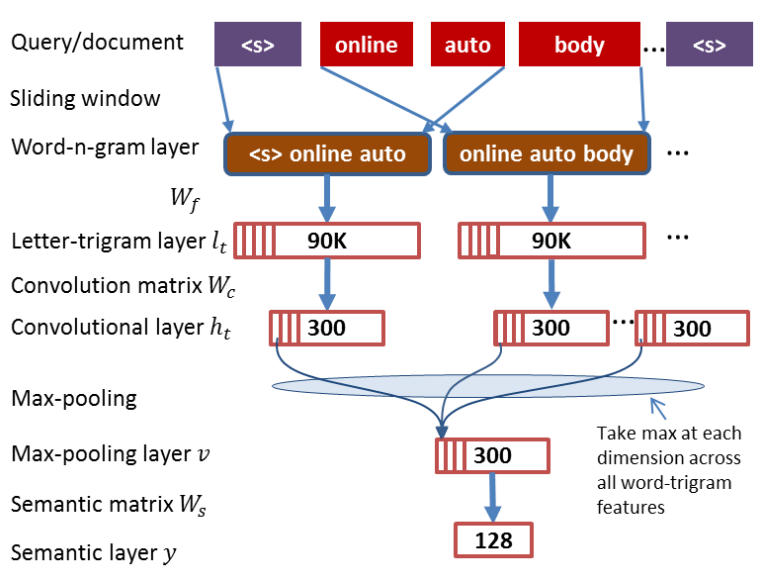 Query/document <s> online auto body ... <s>
Sliding window
Word-n-gram layer <s> online auto online auto body ...
W_f
Letter-trigram layer l_t 90K 90K ...
Convolution matrix W_c
Convolutional layer h_t 300 300 ... 300
Max-pooling
Take max at each
dimension across
all word-trigram
features
Max-pooling layer v 300
Semantic matrix W_s
Semantic layer y 128